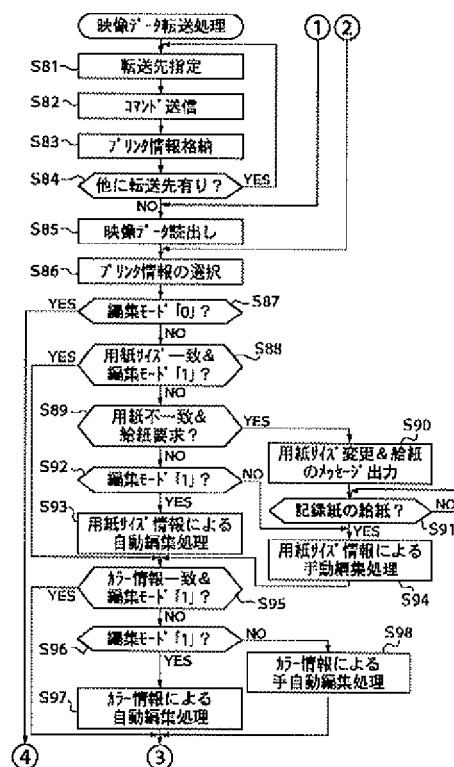 映像データ転送処理
① ②
S81 転送先指定
S82 コマンド送信
S83 プリンタ情報格納
S84 他に転送先有り? YES
NO
S85 映像データ読出し
S86 プリンタ情報の選択
YES 編集モード「0」? S87
NO
YES 用紙サイズ一致&
編集モード「1」? S88
NO
S89 用紙不一致&
給紙要求? YES
S90
用紙サイズ変更&給紙
のメッセージ出力
NO
S92 編集モード「1」? NO
記録紙の給紙? NO
S91
YES
YES
S93 用紙サイズ情報による
自動編集処理
用紙サイズ情報による
手動編集処理
S94
YES カラー情報一致&
編集モード「1」? S95
NO
S96 編集モード「1」? NO
S98
YES
カラー情報による
手自動編集処理
S97 カラー情報による
自動編集処理
④ ③